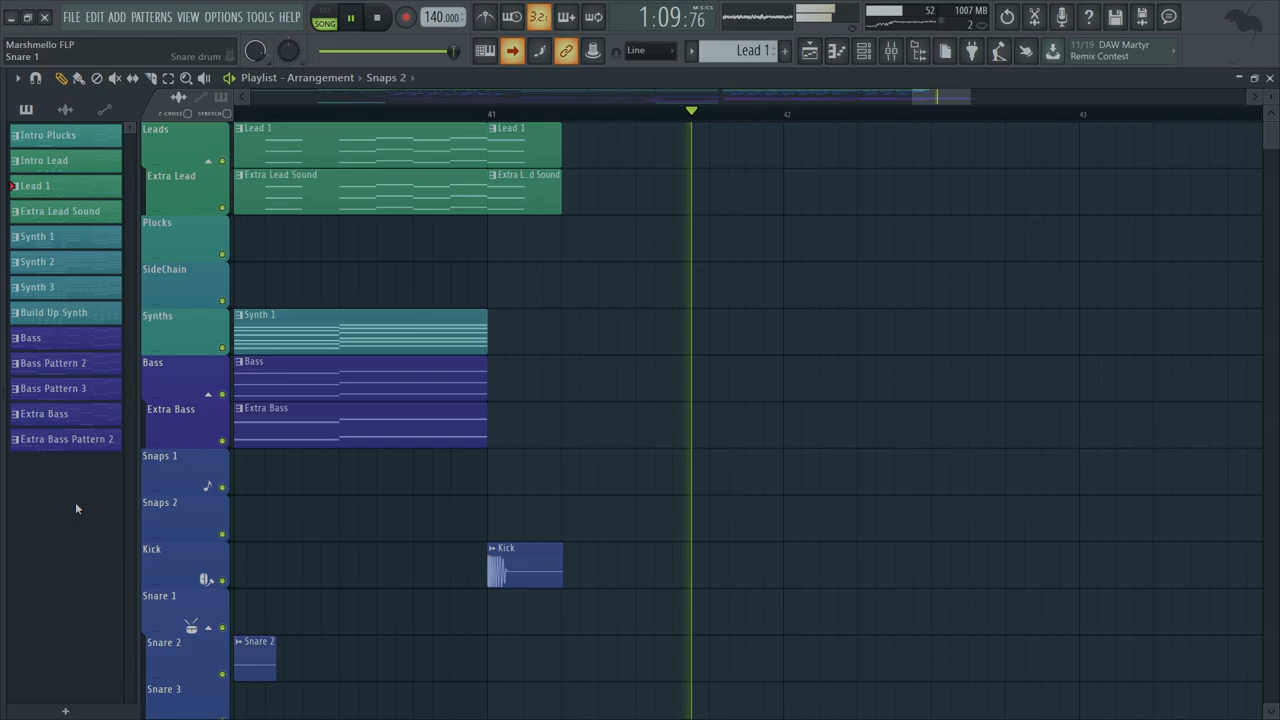 FILE EDIT ADD PATTERNS VIEW OPTIONS TOOLS HELP
SONG
140.000
3.2.
1:09:76
M:S:CS
52
1007 MB
2
Marshmello FLP
Snare 1
Snare drum
Line
Lead 1
11/19 DAW Martyr
Remix Contest
Playlist - Arrangement Snaps 2
Z-CROSS STRETCH
41
42
43
Intro Plucks
Intro Lead
Lead 1
Extra Lead Sound
Synth 1
Synth 2
Synth 3
Build Up Synth
Bass
Bass Pattern 2
Bass Pattern 3
Extra Bass
Extra Bass Pattern 2
Leads
Lead 1
Lead 1
Extra Lead
Extra Lead Sound
Extra L..d Sound
Plucks
SideChain
Synths
Synth 1
Bass
Bass
Extra Bass
Extra Bass
Snaps 1
Snaps 2
Kick
Kick
Snare 1
Snare 2
Snare 2
Snare 3